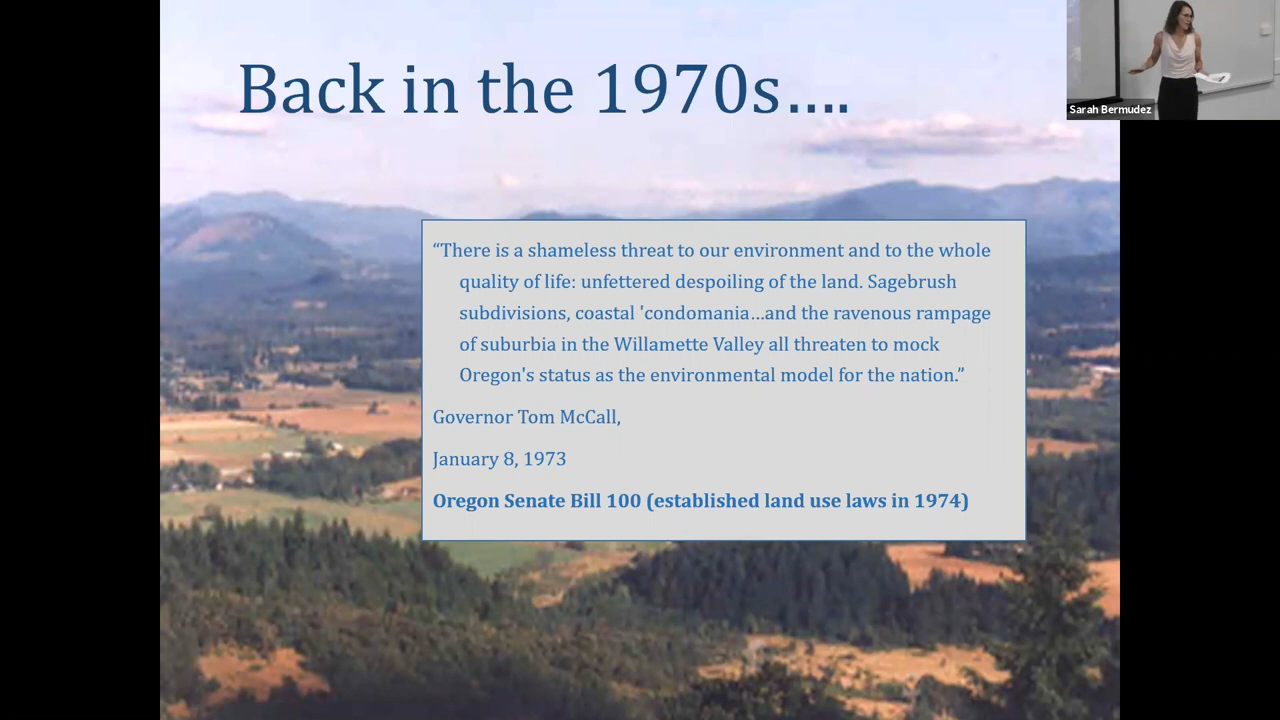 Back in the 1970s....
Sarah Bermudez
“There is a shameless threat to our environment and to the whole
quality of life: unfettered despoiling of the land. Sagebrush
subdivisions, coastal 'condomania...and the ravenous rampage
of suburbia in the Willamette Valley all threaten to mock
Oregon's status as the environmental model for the nation.”
Governor Tom McCall,
January 8, 1973
Oregon Senate Bill 100 (established land use laws in 1974)